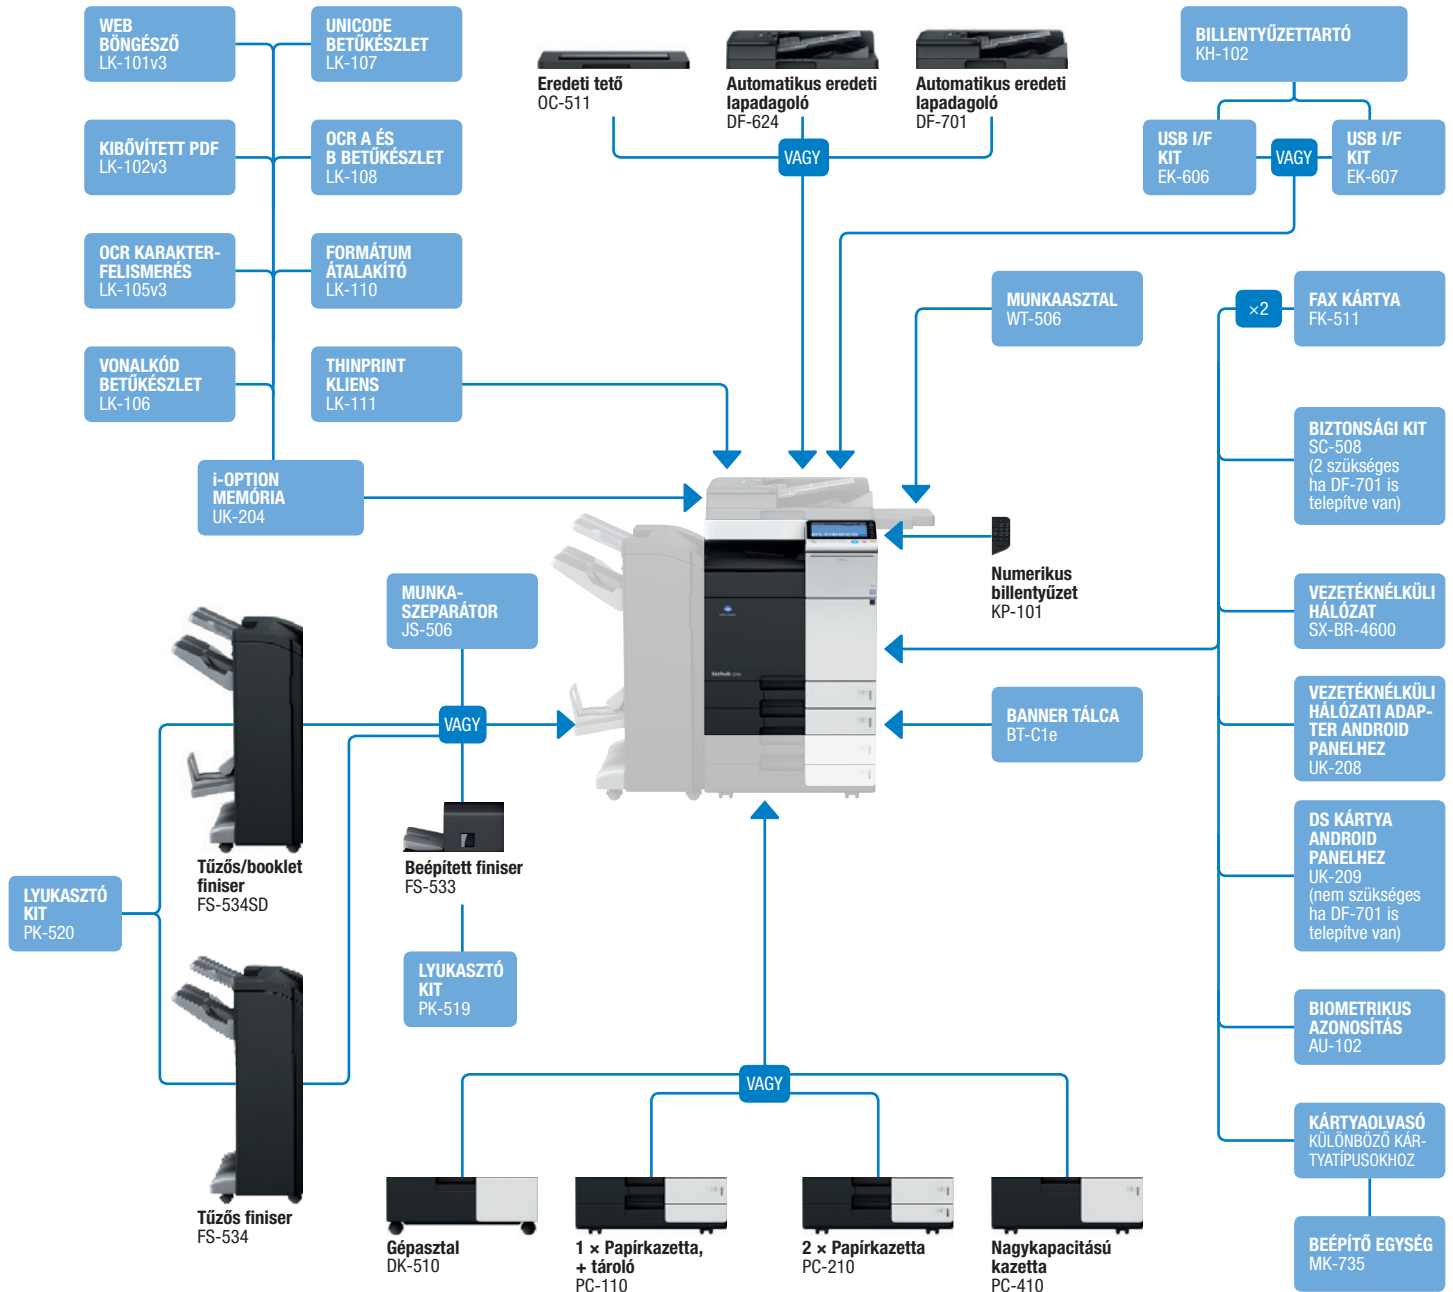 WEB
BÖNGÉSZŐ
LK-101v3
UNICODE
BETŰKÉSZLET
LK-107
KIBŐVÍTETT PDF
LK-102v3
OCR A ÉS
B BETŰKÉSZLET
LK-108
OCR KARAKTER-
FELISMERÉS
LK-105v3
FORMÁTUM
ÁTALAKÍTÓ
LK-110
VONALKÓD
BETŰKÉSZLET
LK-106
THINPRINT
KLIENS
LK-111
i-OPTION
MEMÓRIA
UK-204
Eredeti tető
OC-511
Automatikus eredeti
lapadagoló
DF-624
Automatikus eredeti
lapadagoló
DF-701
VAGY
BILLENTYŰZETTARTÓ
KH-102
USB I/F
KIT
EK-606
VAGY
USB I/F
KIT
EK-607
MUNKAASZTAL
WT-506
×2
FAX KÁRTYA
FK-511
BIZTONSÁGI KIT
SC-508
(2 szükséges
ha DF-701 is
telepítve van)
Numerikus
billentyűzet
KP-101
VEZETÉKNÉLKÜLI
HÁLÓZAT
SX-BR-4600
VEZETÉKNÉLKÜLI
HÁLÓZATI ADAP-
TER ANDROID
PANELHEZ
UK-208
BANNER TÁLCA
BT-C1e
DS KÁRTYA
ANDROID
PANELHEZ
UK-209
(nem szükséges
ha DF-701 is
telepítve van)
BIOMETRIKUS
AZONOSÍTÁS
AU-102
KÁRTYAOLVASÓ
KÜLÖNBÖZŐ KÁR-
TYATÍPUSOKHOZ
BEÉPÍTŐ EGYSÉG
MK-735
MUNKA-
SZEPARÁTOR
JS-506
VAGY
Tűzős/booklet
finiser
FS-534SD
Beépített finiser
FS-533
LYUKASZTÓ
KIT
PK-520
LYUKASZTÓ
KIT
PK-519
Tűzős finiser
FS-534
VAGY
Gépasztal
DK-510
1 × Papírkazetta,
+ tároló
PC-110
2 × Papírkazetta
PC-210
Nagykapacitású
kazetta
PC-410